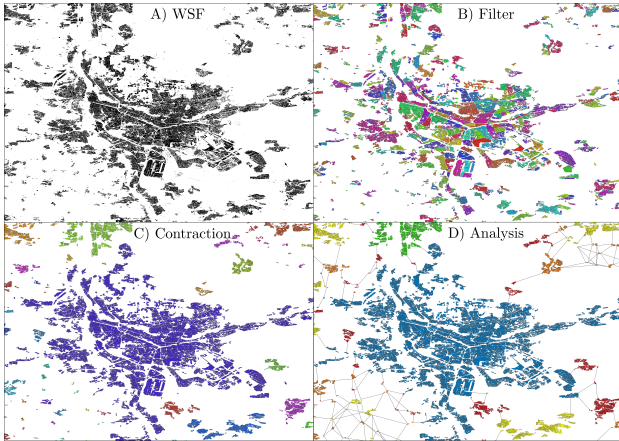 A) WSF
B) Filter
C) Contraction
D) Analysis